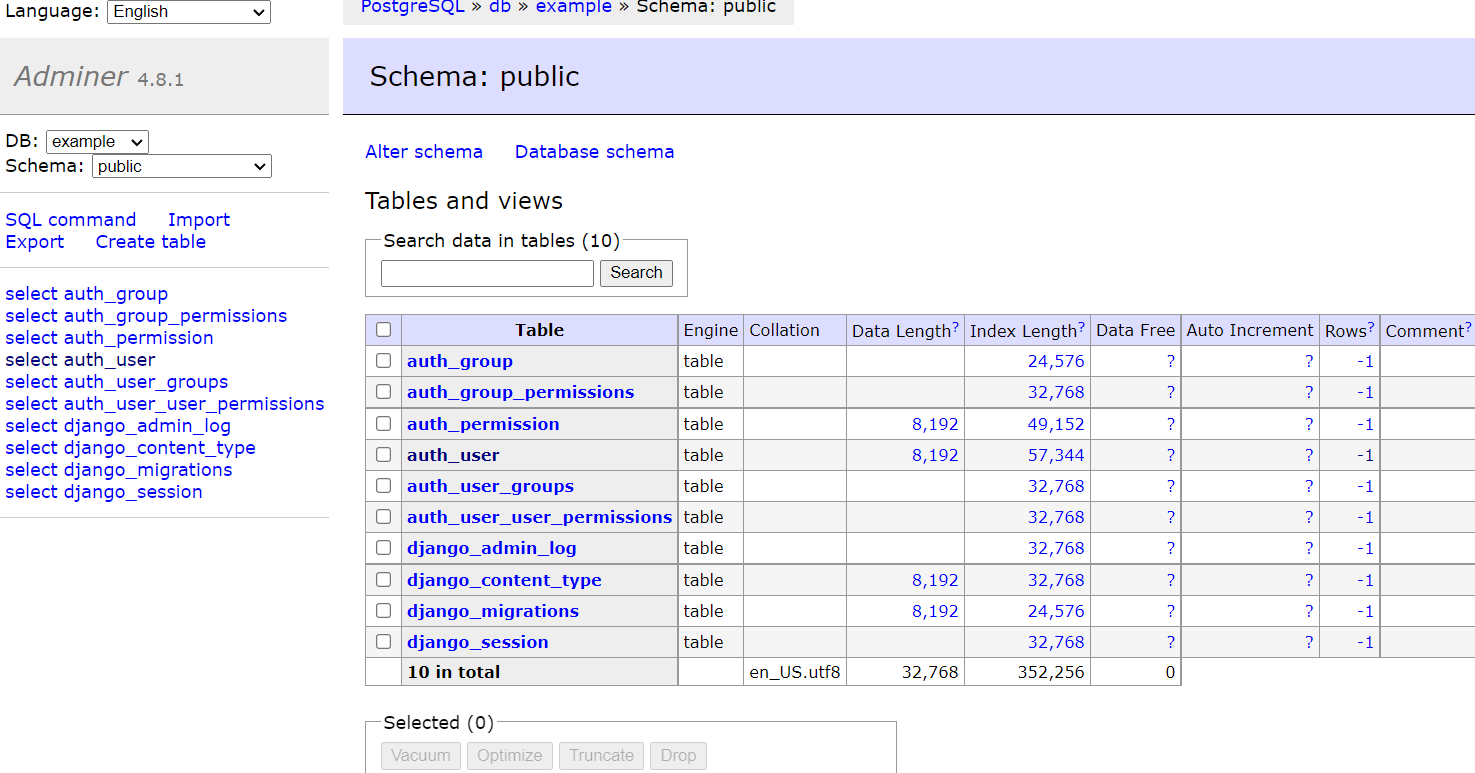 Language: English
PostgreSQL » db » example » Schema: public
Adminer 4.8.1
Schema: public
DB: example
Schema: public
SQL command Import
Export Create table
select auth_group
select auth_group_permissions
select auth_permission
select auth_user
select auth_user_groups
select auth_user_user_permissions
select django_admin_log
select django_content_type
select django_migrations
select django_session
Alter schema Database schema
Tables and views
Search data in tables (10)
Search
Table Engine Collation Data Length? Index Length? Data Free Auto Increment Rows? Comment?
auth_group table 24,576 ? ? -1
auth_group_permissions table 32,768 ? ? -1
auth_permission table 8,192 49,152 ? ? -1
auth_user table 8,192 57,344 ? ? -1
auth_user_groups table 32,768 ? ? -1
auth_user_user_permissions table 32,768 ? ? -1
django_admin_log table 32,768 ? ? -1
django_content_type table 8,192 32,768 ? ? -1
django_migrations table 8,192 24,576 ? ? -1
django_session table 32,768 ? ? -1
10 in total en_US.utf8 32,768 352,256 0
Selected (0)
Vacuum Optimize Truncate Drop